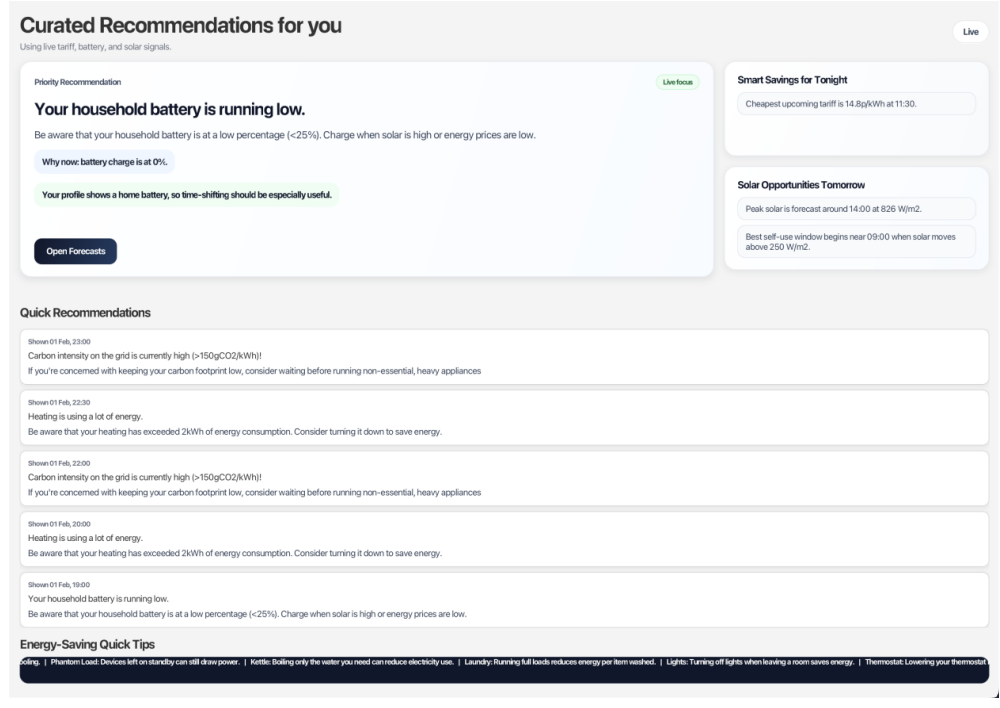 Curated Recommendations for you
Using live tariff, battery, and solar signals.
Live
Priority Recommendation
Live focus
Your household battery is running low.
Be aware that your household battery is at a low percentage (<25%). Charge when solar is high or energy prices are low.
Why now: battery charge is at 0%.
Your profile shows a home battery, so time-shifting should be especially useful.
Open Forecasts
Smart Savings for Tonight
Cheapest upcoming tariff is 14.8p/kWh at 11:30.
Solar Opportunities Tomorrow
Peak solar is forecast around 14:00 at 826 W/m2.
Best self-use window begins near 09:00 when solar moves
above 250 W/m2.
Quick Recommendations
Shown 01 Feb, 23:00
Carbon intensity on the grid is currently high (>150gCO2/kWh)!
If you're concerned with keeping your carbon footprint low, consider waiting before running non-essential, heavy appliances
Shown 01 Feb, 22:30
Heating is using a lot of energy.
Be aware that your heating has exceeded 2kWh of energy consumption. Consider turning it down to save energy.
Shown 01 Feb, 22:00
Carbon intensity on the grid is currently high (>150gCO2/kWh)!
If you're concerned with keeping your carbon footprint low, consider waiting before running non-essential, heavy appliances
Shown 01 Feb, 20:00
Heating is using a lot of energy.
Be aware that your heating has exceeded 2kWh of energy consumption. Consider turning it down to save energy.
Shown 01 Feb, 19:00
Your household battery is running low.
Be aware that your household battery is at a low percentage (<25%). Charge when solar is high or energy prices are low.
Energy-Saving Quick Tips
ooling. | Phantom Load: Devices left on standby can still draw power. | Kettle: Boiling only the water you need can reduce electricity use. | Laundry: Running full loads reduces energy per item washed. | Lights: Turning off lights when leaving a room saves energy. | Thermostat: Lowering your thermostat